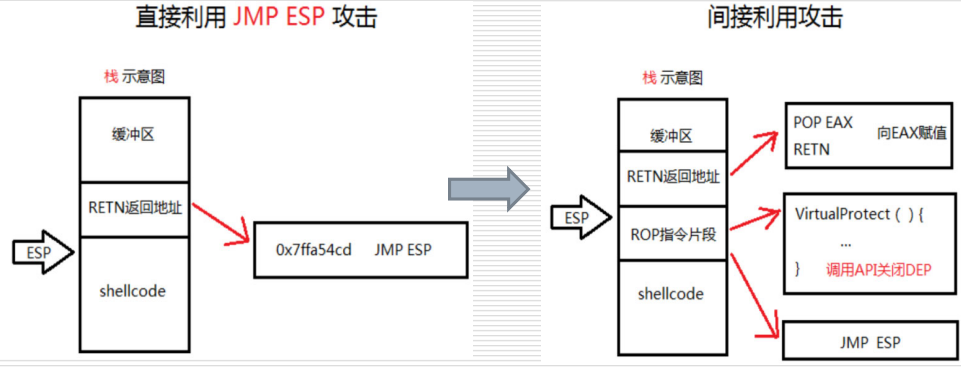 直接利用 JMP ESP 攻击
栈 示意图
缓冲区
RETN返回地址
ESP
shellcode
0x7ffa54cd JMP ESP
间接利用攻击
栈 示意图
缓冲区
RETN返回地址
ESP
ROP指令片段
shellcode
POP EAX 向EAX赋值
RETN
VirtualProtect ( ) {
...
} 调用API关闭DEP
JMP ESP